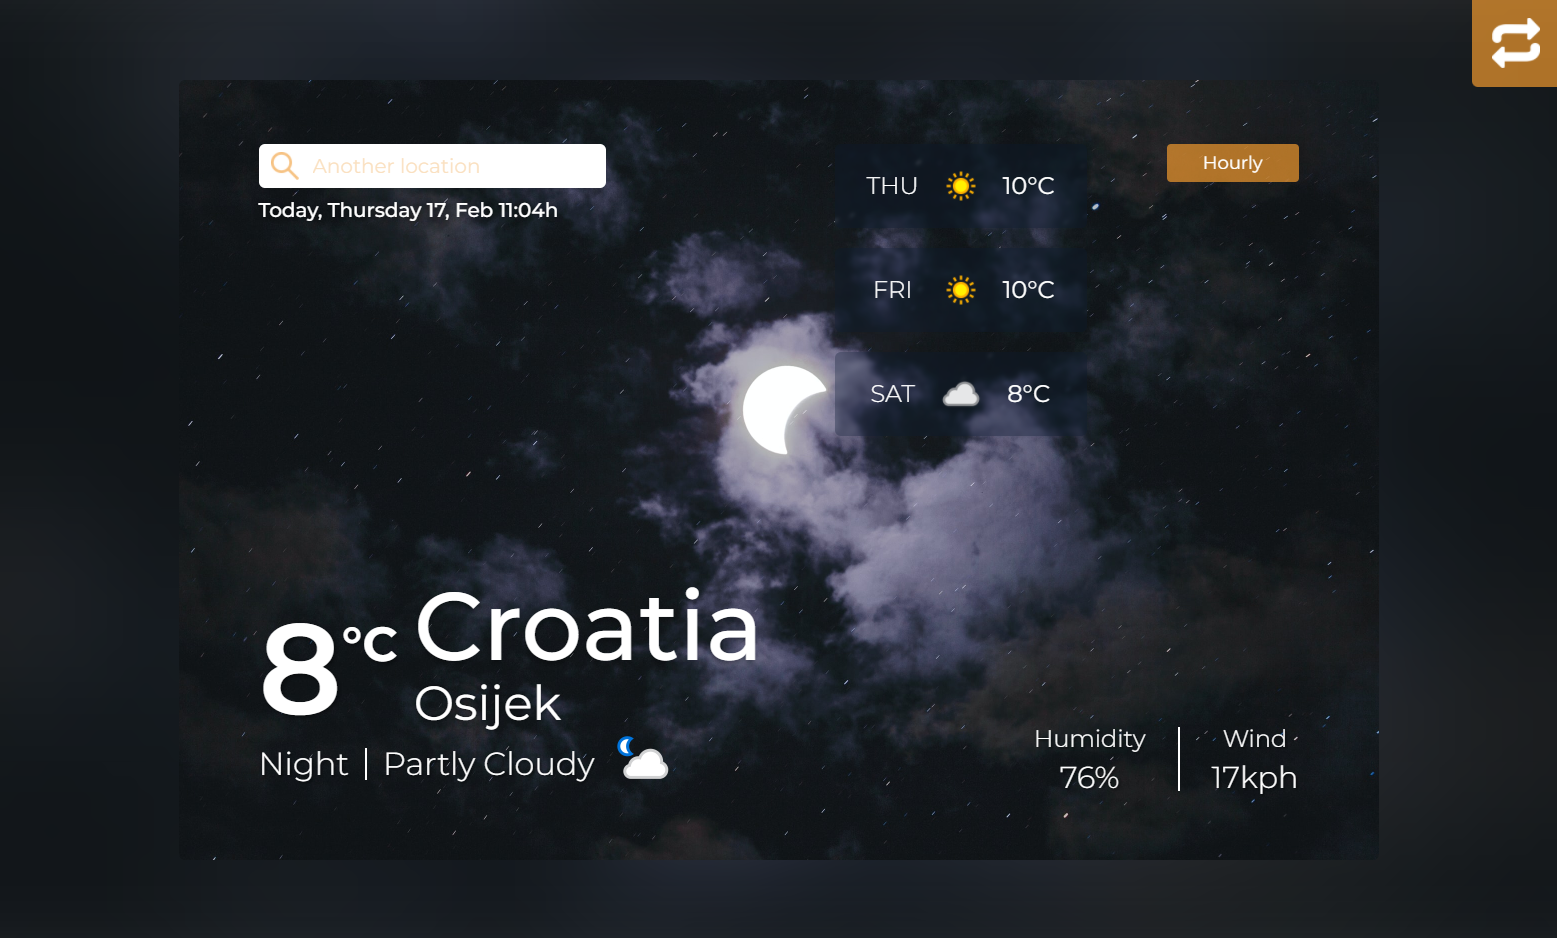 Another location
Today, Thursday 17, Feb 11:04h
THU 10°C
FRI 10°C
SAT 8°C
Hourly
8°C
Croatia
Osijek
Night | Partly Cloudy
Humidity
76%
Wind
17kph